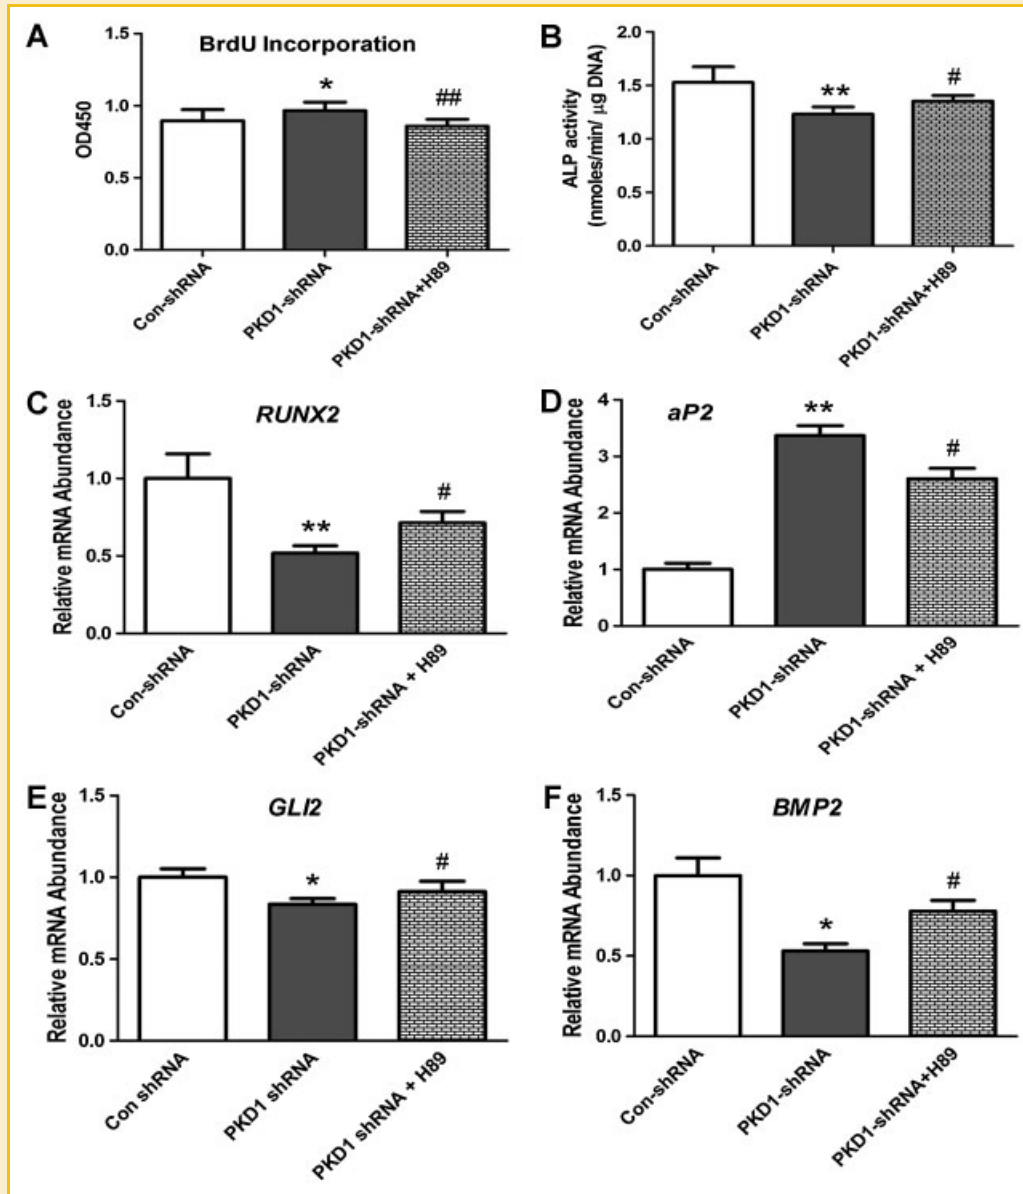 A
BrdU Incorporation
OD450
1.5
1.0
0.5
0.0
*
##
Con-shRNA
PKD1-shRNA
PKD1-shRNA+H89
B
ALP activity
(nmoles/min/ μg DNA)
2.0
1.5
1.0
0.5
0.0
**
#
Con-shRNA
PKD1-shRNA
PKD1-shRNA+H89
C
RUNX2
Relative mRNA Abundance
1.5
1.0
0.5
0.0
**
#
Con-shRNA
PKD1-shRNA
PKD1-shRNA + H89
D
aP2
Relative mRNA Abundance
4
3
2
1
0
**
#
Con-shRNA
PKD1-shRNA
PKD1-shRNA + H89
E
GLI2
Relative mRNA Abundance
1.5
1.0
0.5
0.0
*
#
Con shRNA
PKD1 shRNA
PKD1 shRNA + H89
F
BMP2
Relative mRNA Abundance
1.5
1.0
0.5
0.0
*
#
Con-shRNA
PKD1-shRNA
PKD1-shRNA+H89